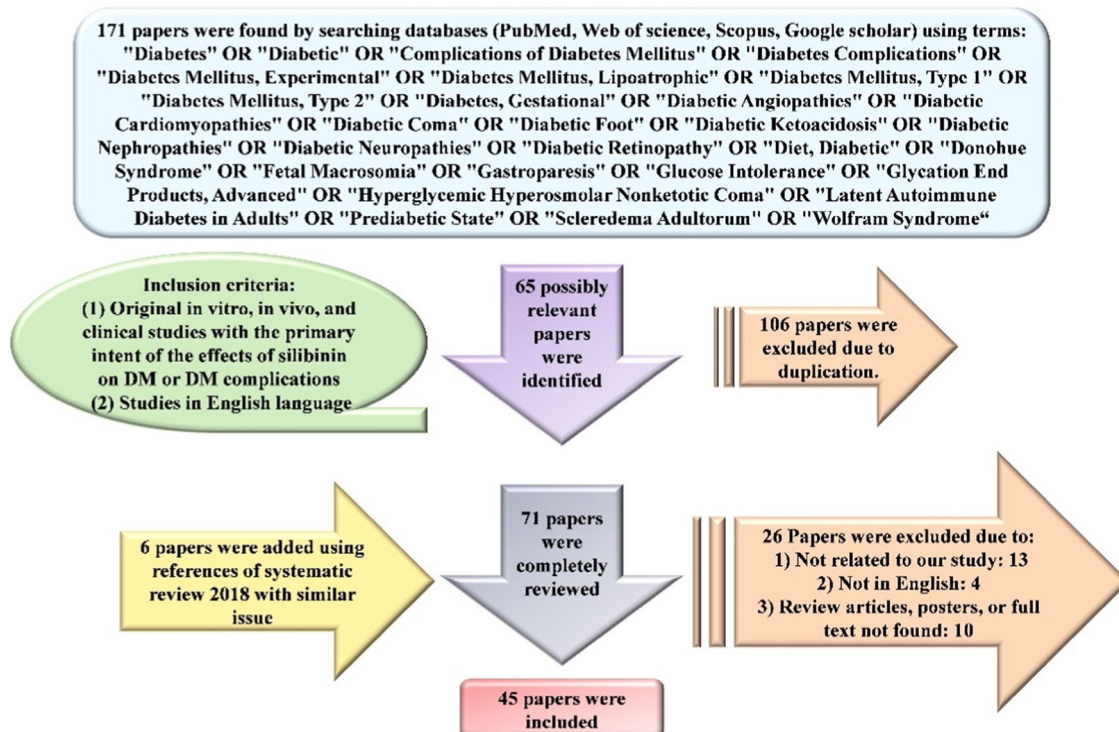 171 papers were found by searching databases (PubMed, Web of science, Scopus, Google scholar) using terms:
"Diabetes" OR "Diabetic" OR "Complications of Diabetes Mellitus" OR "Diabetes Complications" OR
"Diabetes Mellitus, Experimental" OR "Diabetes Mellitus, Lipoatrophic" OR "Diabetes Mellitus, Type 1" OR
"Diabetes Mellitus, Type 2" OR "Diabetes, Gestational" OR "Diabetic Angiopathies" OR "Diabetic
Cardiomyopathies" OR "Diabetic Coma" OR "Diabetic Foot" OR "Diabetic Ketoacidosis" OR "Diabetic
Nephropathies" OR "Diabetic Neuropathies" OR "Diabetic Retinopathy" OR "Diet, Diabetic" OR "Donohue
Syndrome" OR "Fetal Macrosomia" OR "Gastroparesis" OR "Glucose Intolerance" OR "Glycation End
Products, Advanced" OR "Hyperglycemic Hyperosmolar Nonketotic Coma" OR "Latent Autoimmune
Diabetes in Adults" OR "Prediabetic State" OR "Scleredema Adultorum" OR "Wolfram Syndrome“
Inclusion criteria:
(1) Original in vitro, in vivo, and
clinical studies with the primary
intent of the effects of silibinin
on DM or DM complications
(2) Studies in English language
65 possibly
relevant
papers
were
identified
106 papers were
excluded due to
duplication.
6 papers were added using
references of systematic
review 2018 with similar
issue
71 papers
were
completely
reviewed
26 Papers were excluded due to:
1) Not related to our study: 13
2) Not in English: 4
3) Review articles, posters, or full
text not found: 10
45 papers were
included